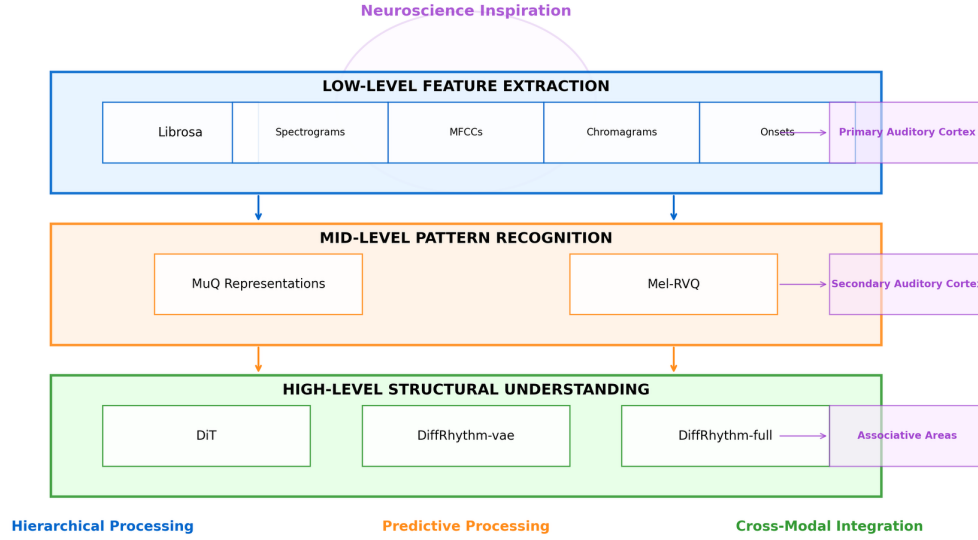 Neuroscience Inspiration
LOW-LEVEL FEATURE EXTRACTION
Librosa
Spectrograms
MFCCs
Chromagrams
Onsets
Primary Auditory Cortex
MID-LEVEL PATTERN RECOGNITION
MuQ Representations
Mel-RVQ
Secondary Auditory Corte
HIGH-LEVEL STRUCTURAL UNDERSTANDING
DiT
DiffRhythm-vae
DiffRhythm-full
Associative Areas
Hierarchical Processing
Predictive Processing
Cross-Modal Integration